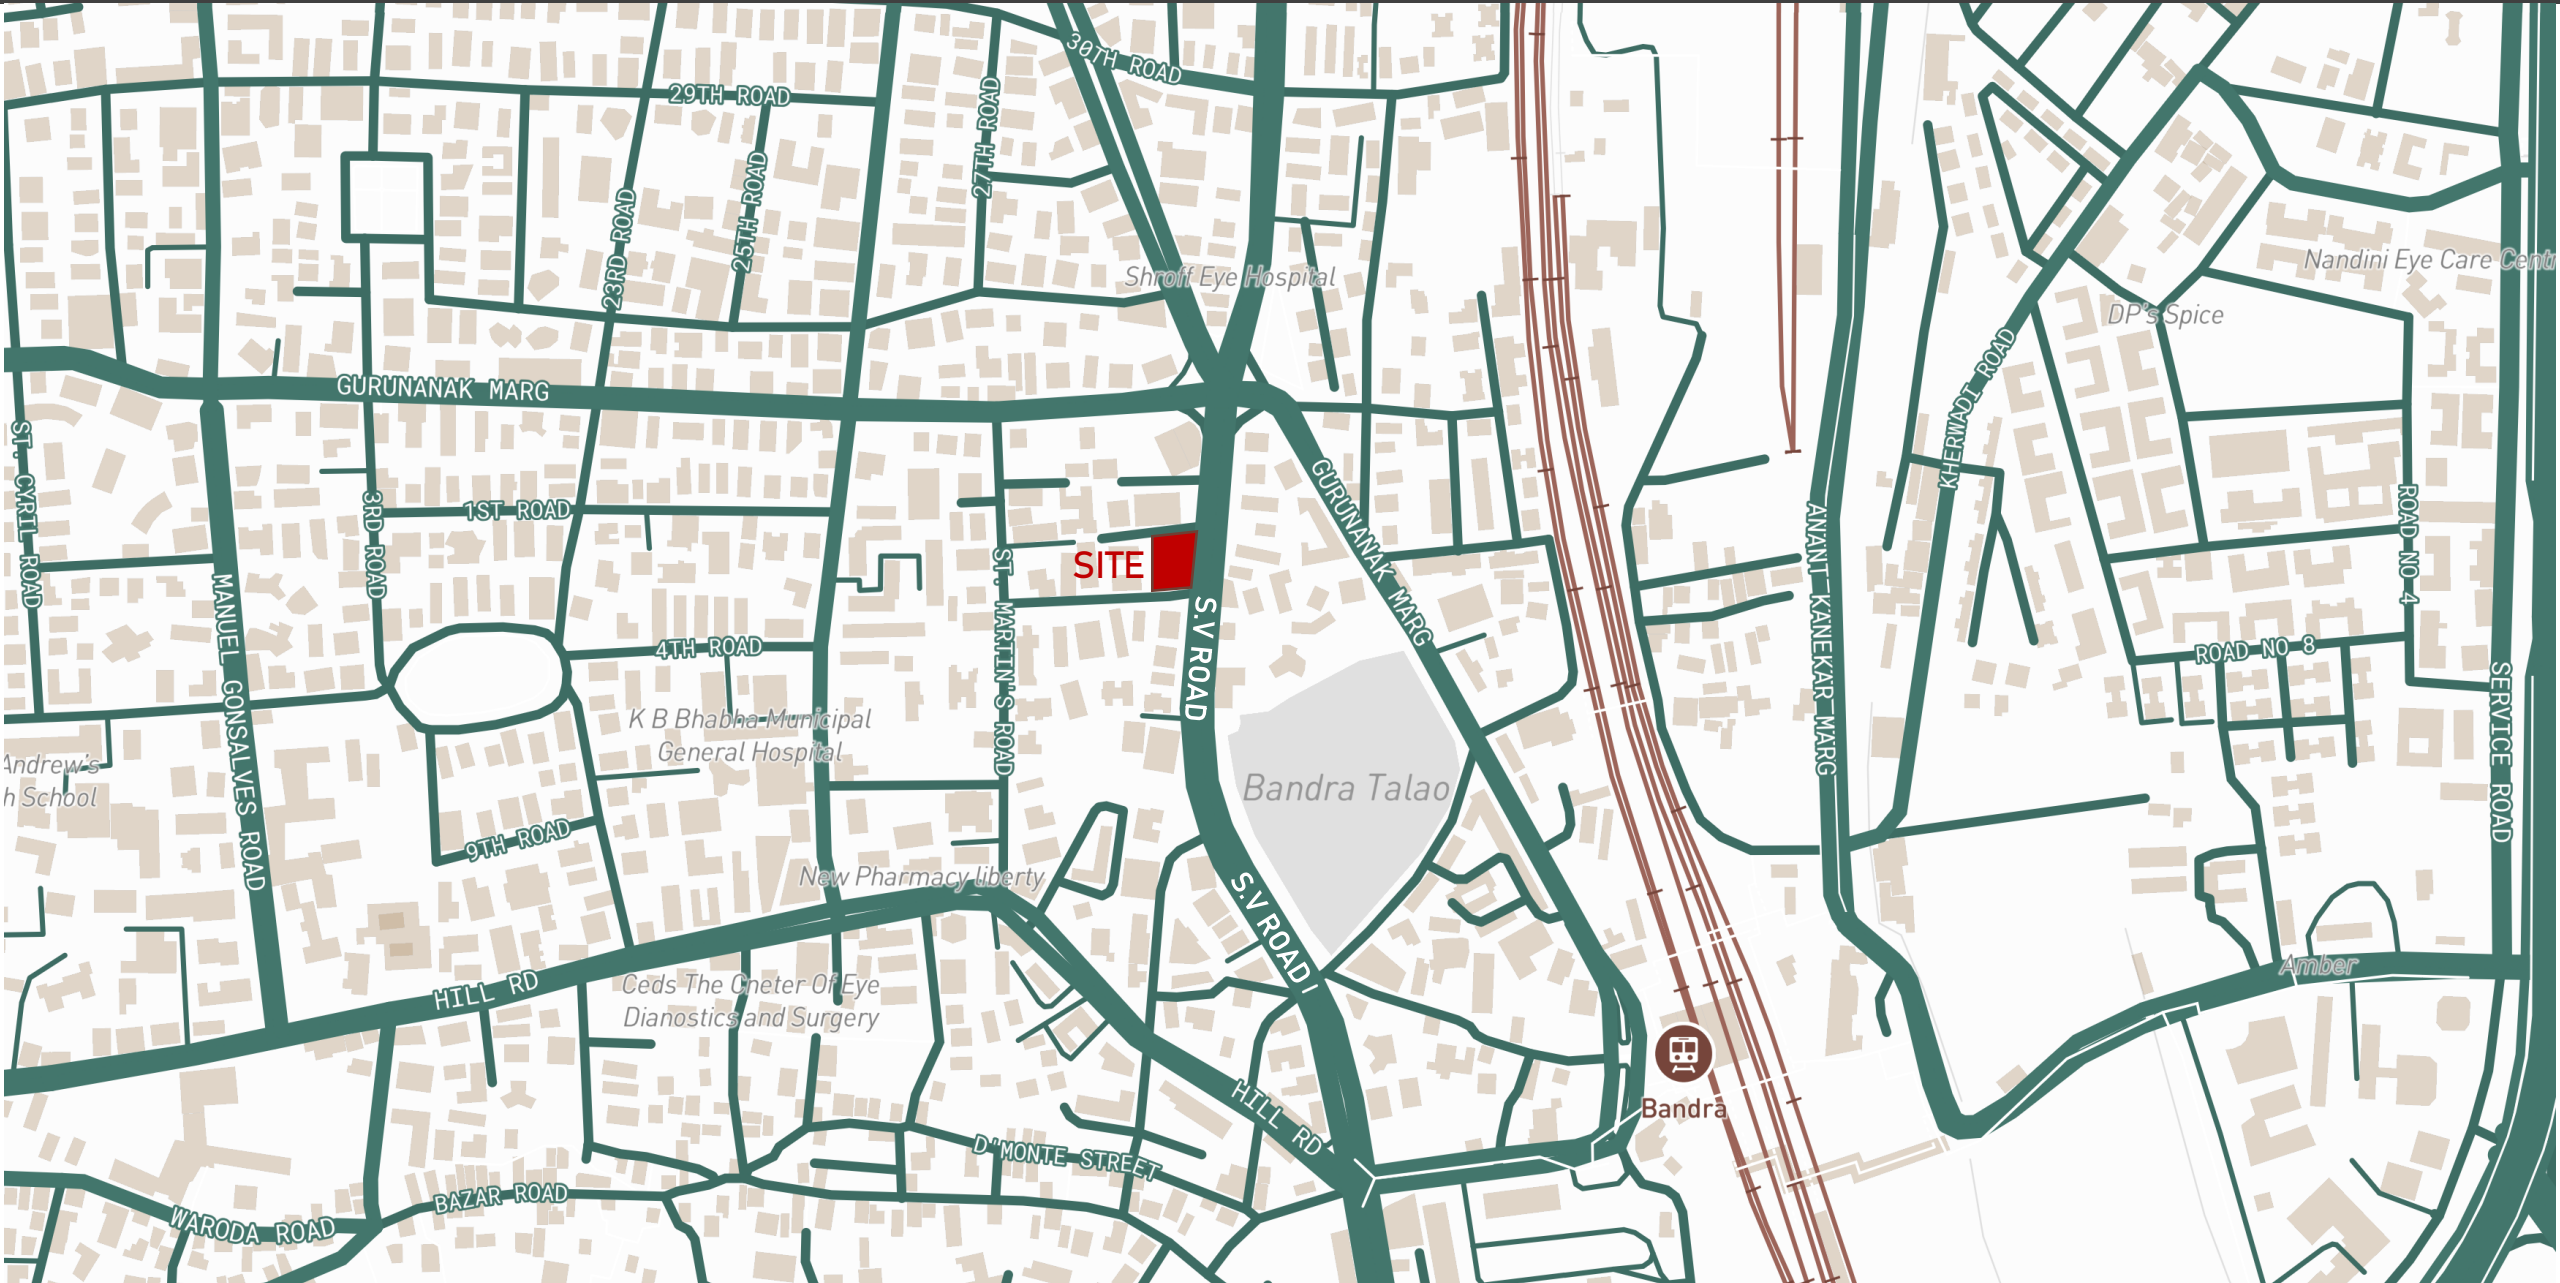 30TH ROAD
29TH ROAD
27TH ROAD
25TH ROAD
23RD ROAD
Shroff Eye Hospital
Nandini Eye Care Centr
DP's Spice
GURUNANAK MARG
KHERWADI ROAD
ST. CYRIL ROAD
3RD ROAD
1ST ROAD
GURUNANAK MARG
ANANT KANEKAR MARG
ROAD NO 4
SITE
ST. MARTIN'S ROAD
MANUEL GONSALVES ROAD
S.V ROAD
4TH ROAD
ROAD NO 8
SERVICE ROAD
K B Bhabha Municipal
General Hospital
Andrew's
h School
Bandra Talao
9TH ROAD
New Pharmacy liberty
S.V ROAD
HILL RD
Ceds The Cneter Of Eye
Dianostics and Surgery
Amber
Bandra
HILL RD
D'MONTE STREET
BAZAR ROAD
WARODA ROAD